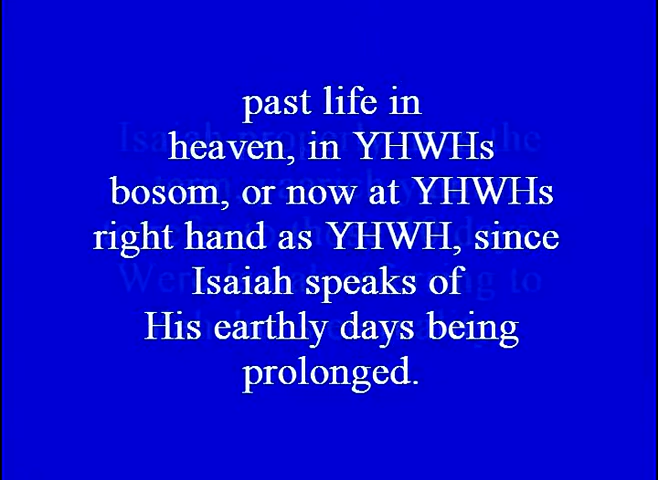 past life in
heaven, in YHWHs
bosom, or now at YHWHs
right hand as YHWH, since
Isaiah speaks of
His earthly days being
prolonged.